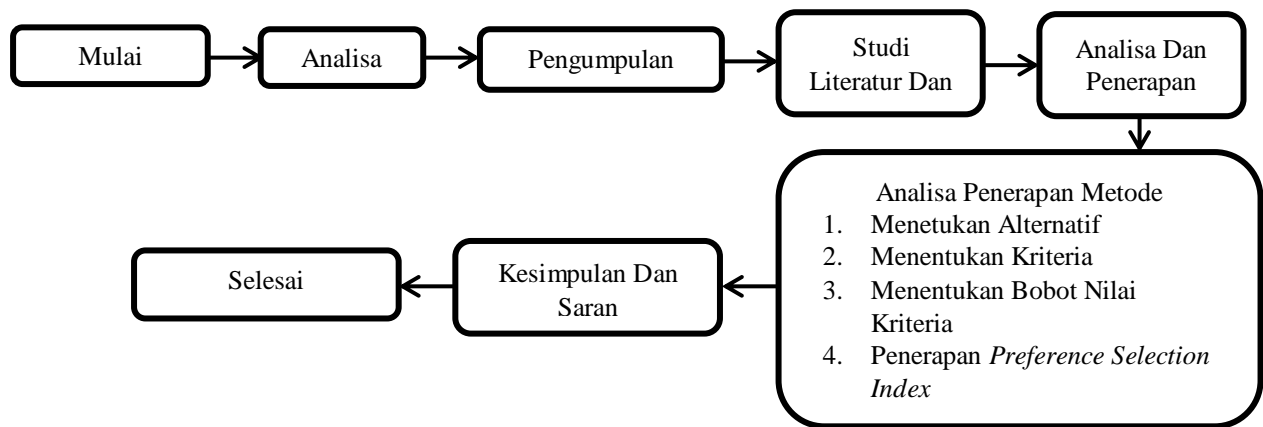 Mulai
Analisa
Pengumpulan
Studi
Literatur Dan
Analisa Dan
Penerapan
Analisa Penerapan Metode
1. Menetukan Alternatif
2. Menentukan Kriteria
3. Menentukan Bobot Nilai
Kriteria
4. Penerapan Preference Selection
Index
Kesimpulan Dan
Saran
Selesai